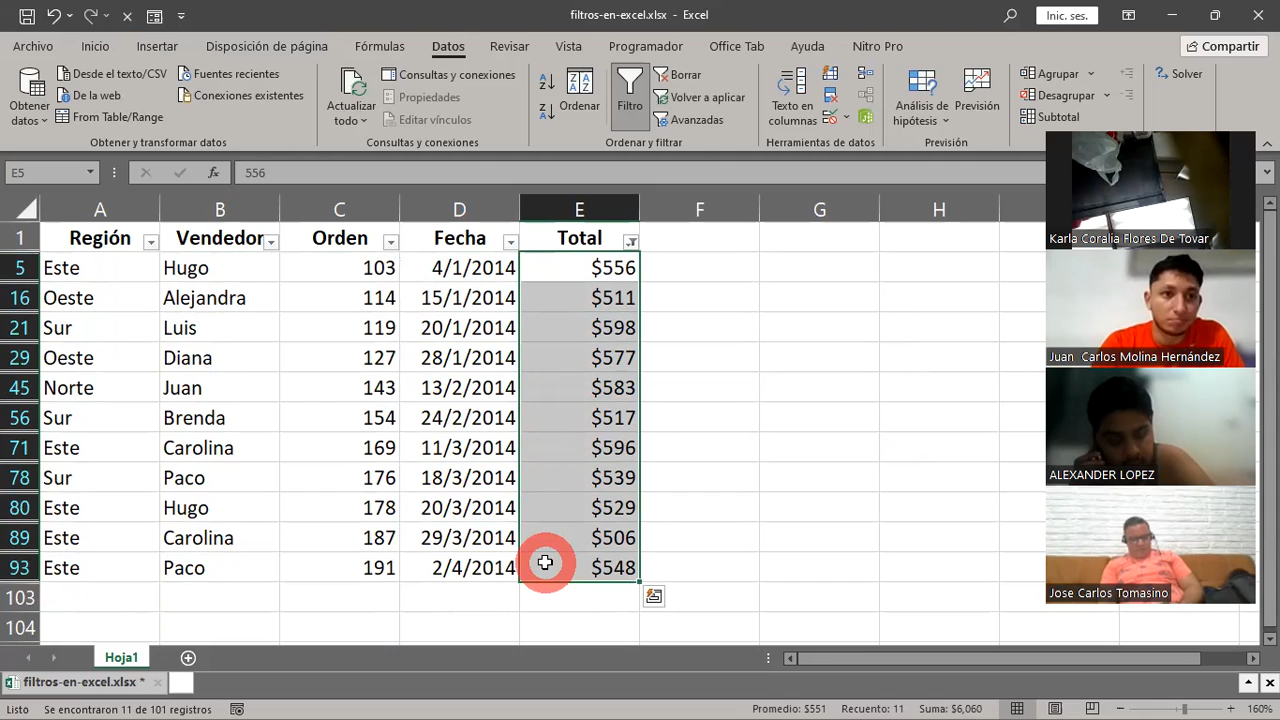 filtros-en-excel.xlsx - Excel
Inic. ses.
Archivo Inicio Insertar Disposición de página Fórmulas Datos Revisar Vista Programador Office Tab Ayuda Nitro Pro Compartir
Obtener datos
Desde el texto/CSV
De la web
From Table/Range
Fuentes recientes
Conexiones existentes
Obtener y transformar datos
Actualizar todo
Consultas y conexiones
Propiedades
Editar vínculos
Consultas y conexiones
Ordenar
Filtro
Borrar
Volver a aplicar
Avanzadas
Ordenar y filtrar
Texto en columnas
Herramientas de datos
Análisis de hipótesis
Previsión
Previsión
Agrupar
Desagrupar
Subtotal
Solver
E5 fx 556
A B C D E F G H
1 Región Vendedor Orden Fecha Total
5 Este Hugo 103 4/1/2014 $556
16 Oeste Alejandra 114 15/1/2014 $511
21 Sur Luis 119 20/1/2014 $598
29 Oeste Diana 127 28/1/2014 $577
45 Norte Juan 143 13/2/2014 $583
56 Sur Brenda 154 24/2/2014 $517
71 Este Carolina 169 11/3/2014 $596
78 Sur Paco 176 18/3/2014 $539
80 Este Hugo 178 20/3/2014 $529
89 Este Carolina 187 29/3/2014 $506
93 Este Paco 191 2/4/2014 $548
103
104
Karla Coralia Flores De Tovar
Juan Carlos Molina Hernández
ALEXANDER LOPEZ
Jose Carlos Tomasino
Hoja1
filtros-en-excel.xlsx *
Listo Se encontraron 11 de 101 registros Promedio: $551 Recuento: 11 Suma: $6,060 160%